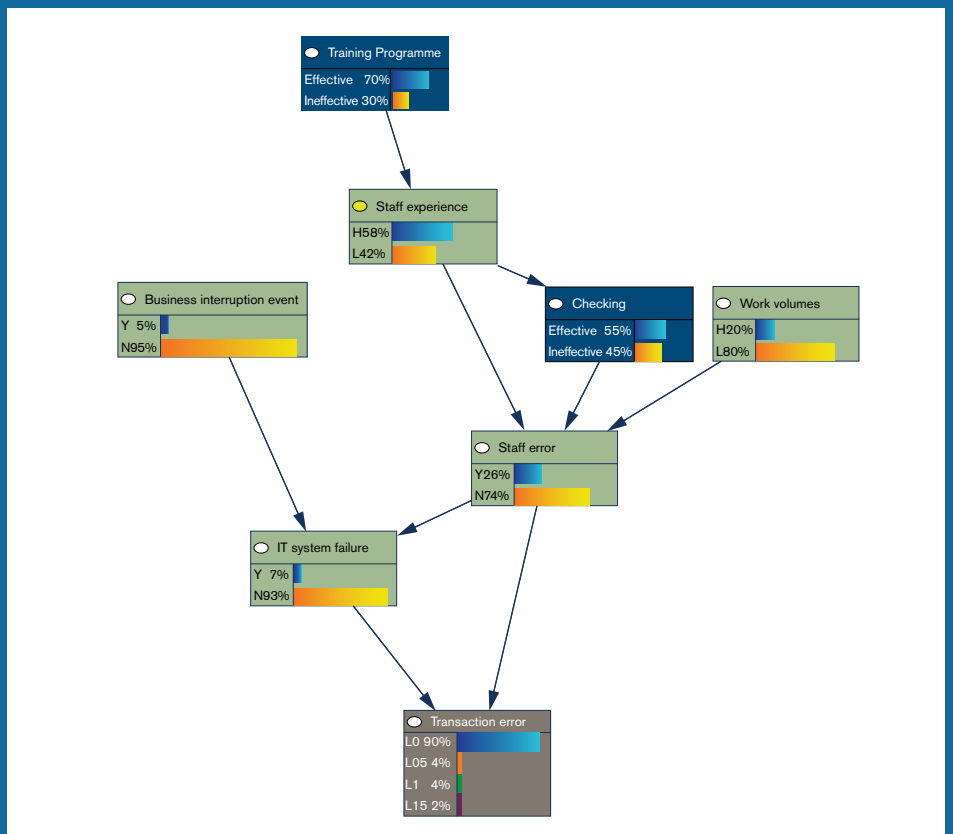 Training Programme
Effective 70%
Ineffective 30%
Staff experience
H58%
L42%
Business interruption event
Y 5%
N95%
Checking
Effective 55%
Ineffective 45%
Work volumes
H20%
L80%
Staff error
Y26%
N74%
IT system failure
Y 7%
N93%
Transaction error
L0 90%
L05 4%
L1 4%
L15 2%